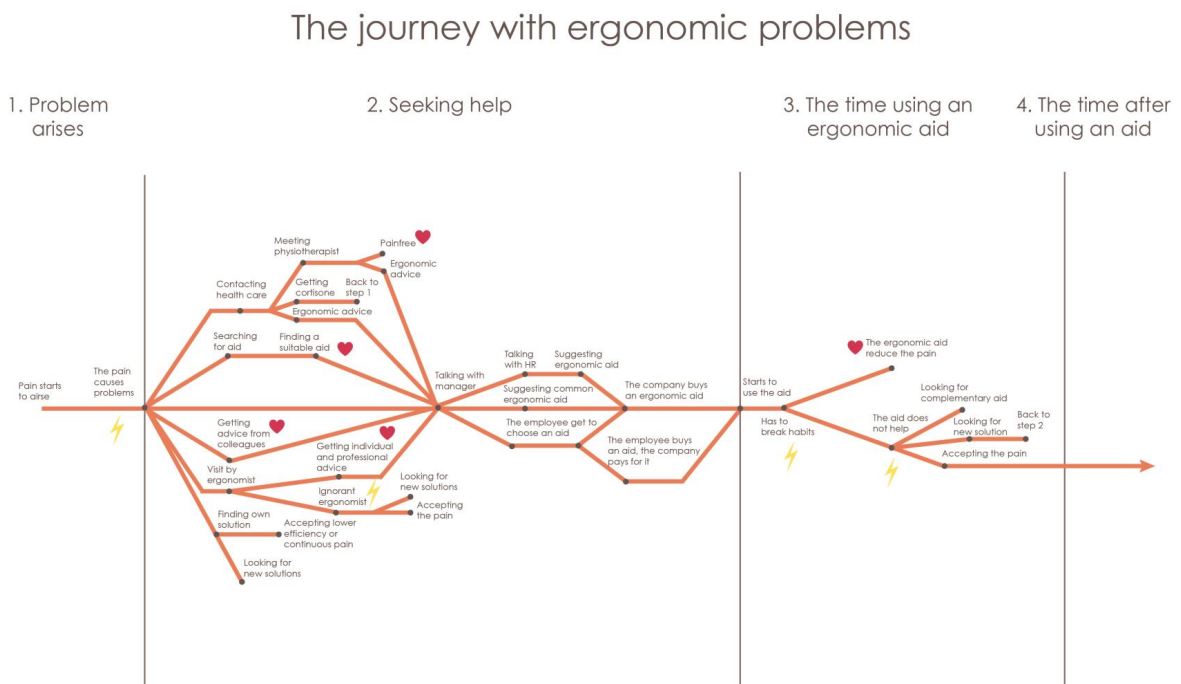 The journey with ergonomic problems
1. Problem
arises
2. Seeking help
3. The time using an
ergonomic aid
4. The time after
using an aid
Pain starts
to airse
The pain
causes
problems
Contacting
health care
Meeting
physiotherapist
Painfree
Ergonomic
advice
Getting
cortisone
Back to
step 1
Ergonomic advice
Searching
for aid
Finding a
suitable aid
Getting
advice from
colleagues
Visit by
ergonomist
Getting individual
and professional
advice
Ignorant
ergonomist
Looking for
new solutions
Accepting
the pain
Finding own
solution
Accepting lower
efficiency or
continuous pain
Looking for
new solutions
Talking with
manager
Talking
with HR
Suggesting
ergonomic aid
Suggesting common
ergonomic aid
The employee get to
choose an aid
The company buys
an ergonomic aid
The employee buys
an aid, the company
pays for it
Starts to
use the aid
Has to
break habits
The ergonomic aid
reduce the pain
The aid does
not help
Looking for
complementary aid
Looking for
new solution
Back to
step 2
Accepting the pain